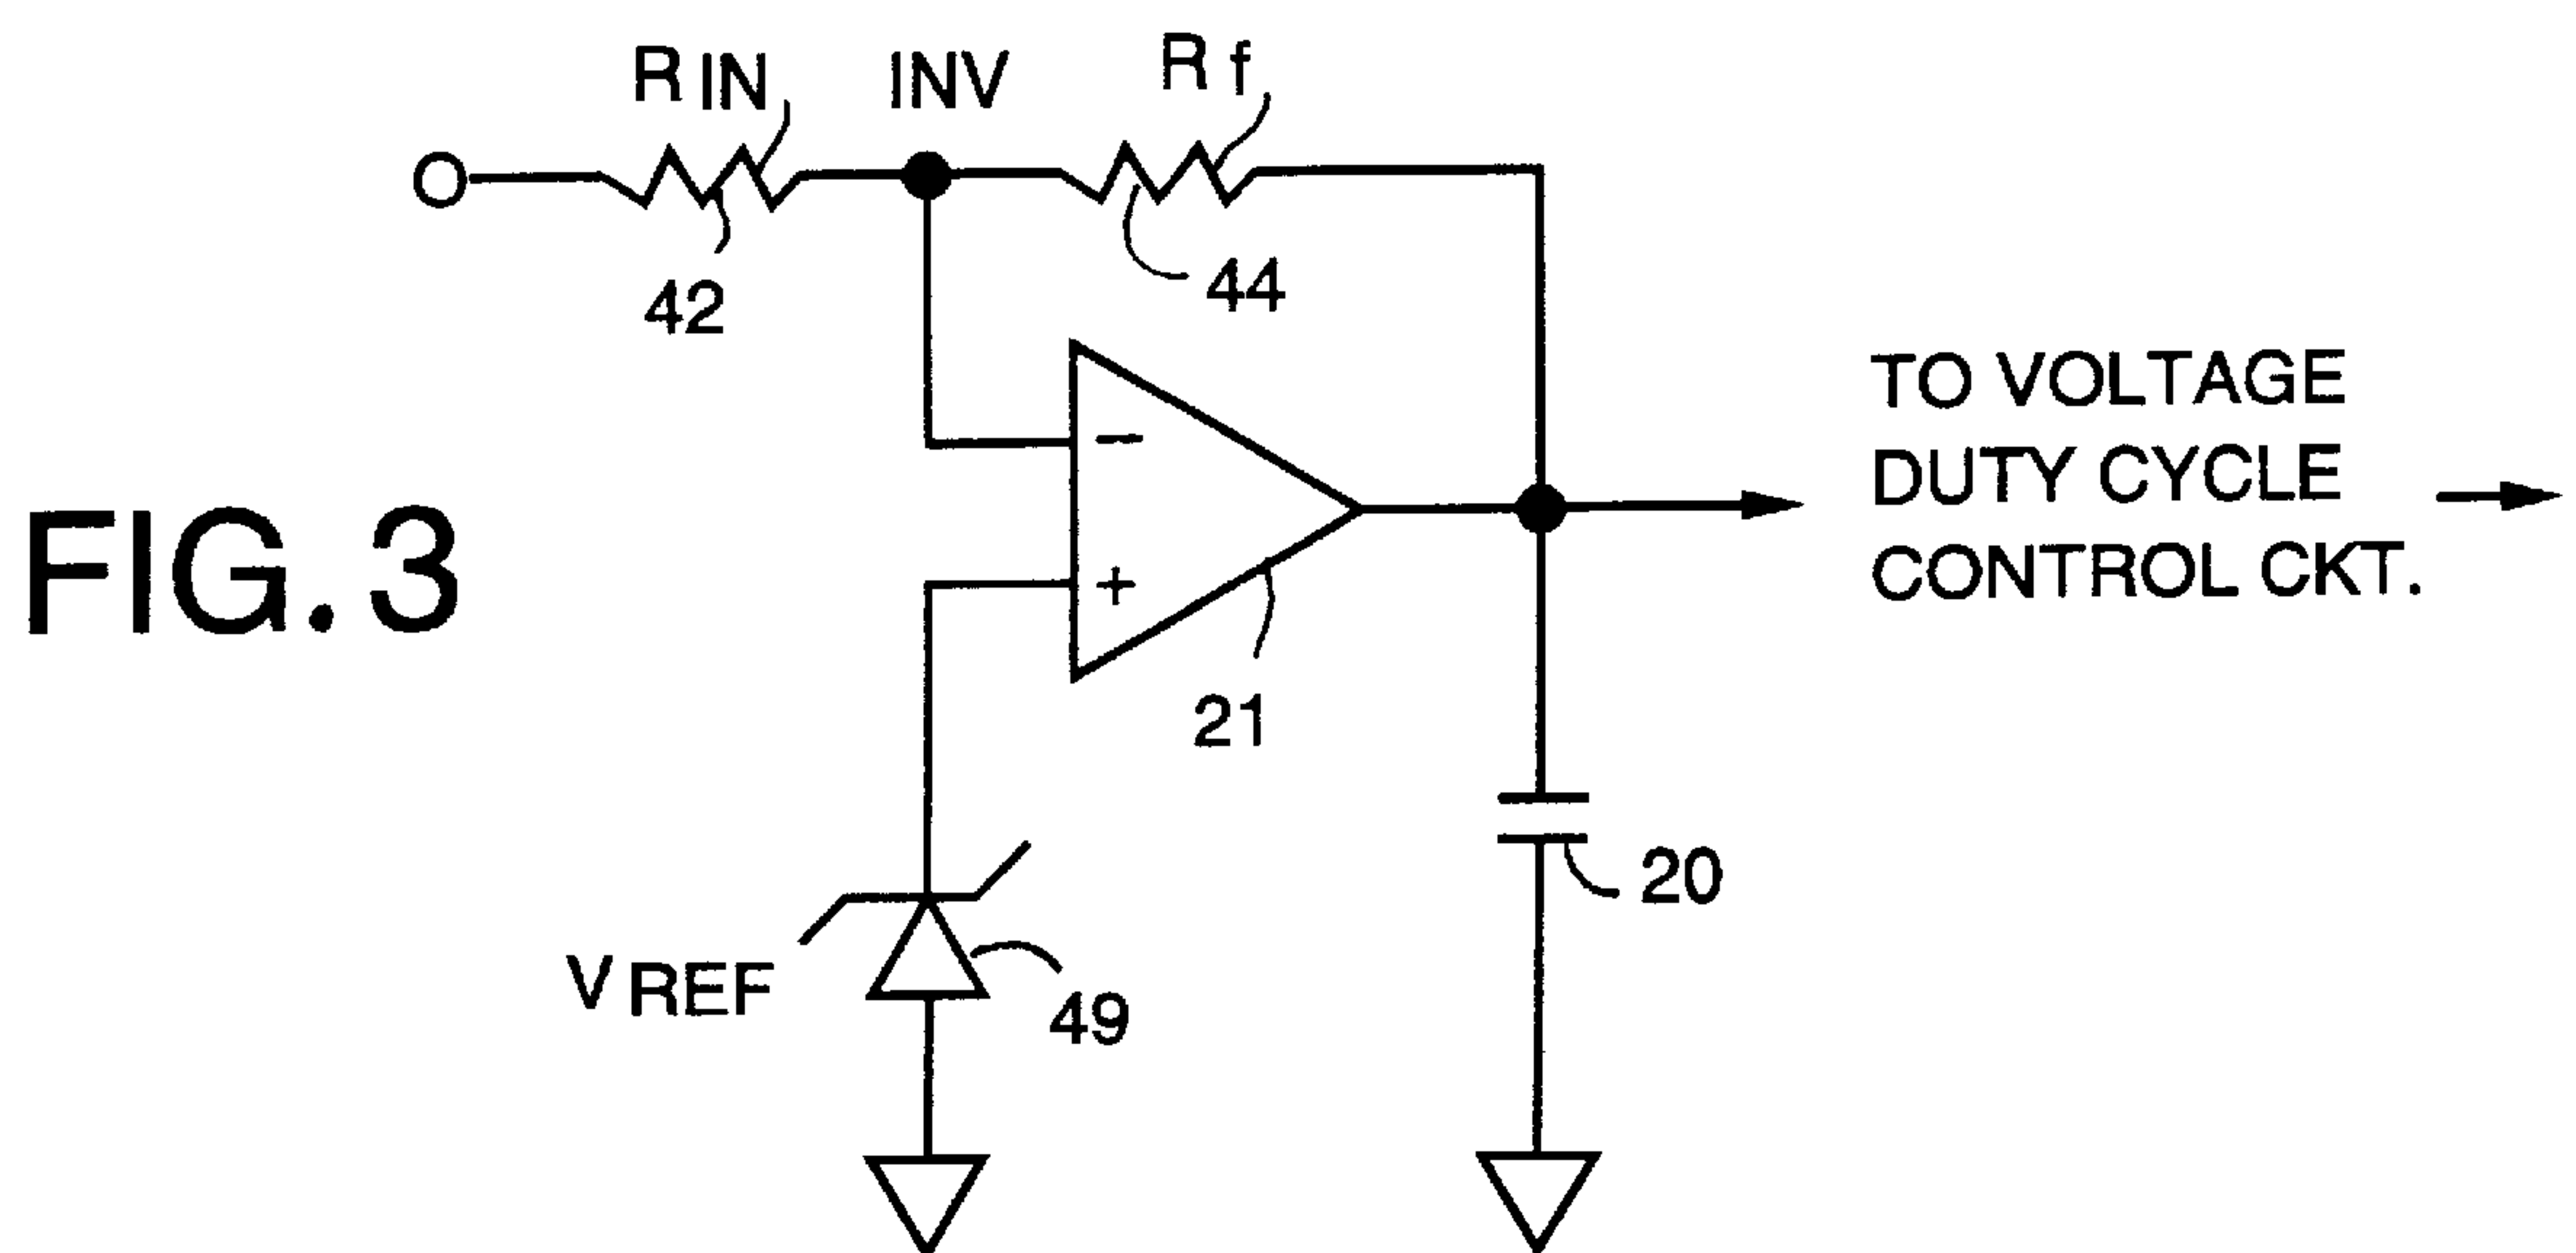 R IN
INV
R f
42
44
TO VOLTAGE
DUTY CYCLE
CONTROL CKT.
−
+
FIG. 3
21
20
V REF
49